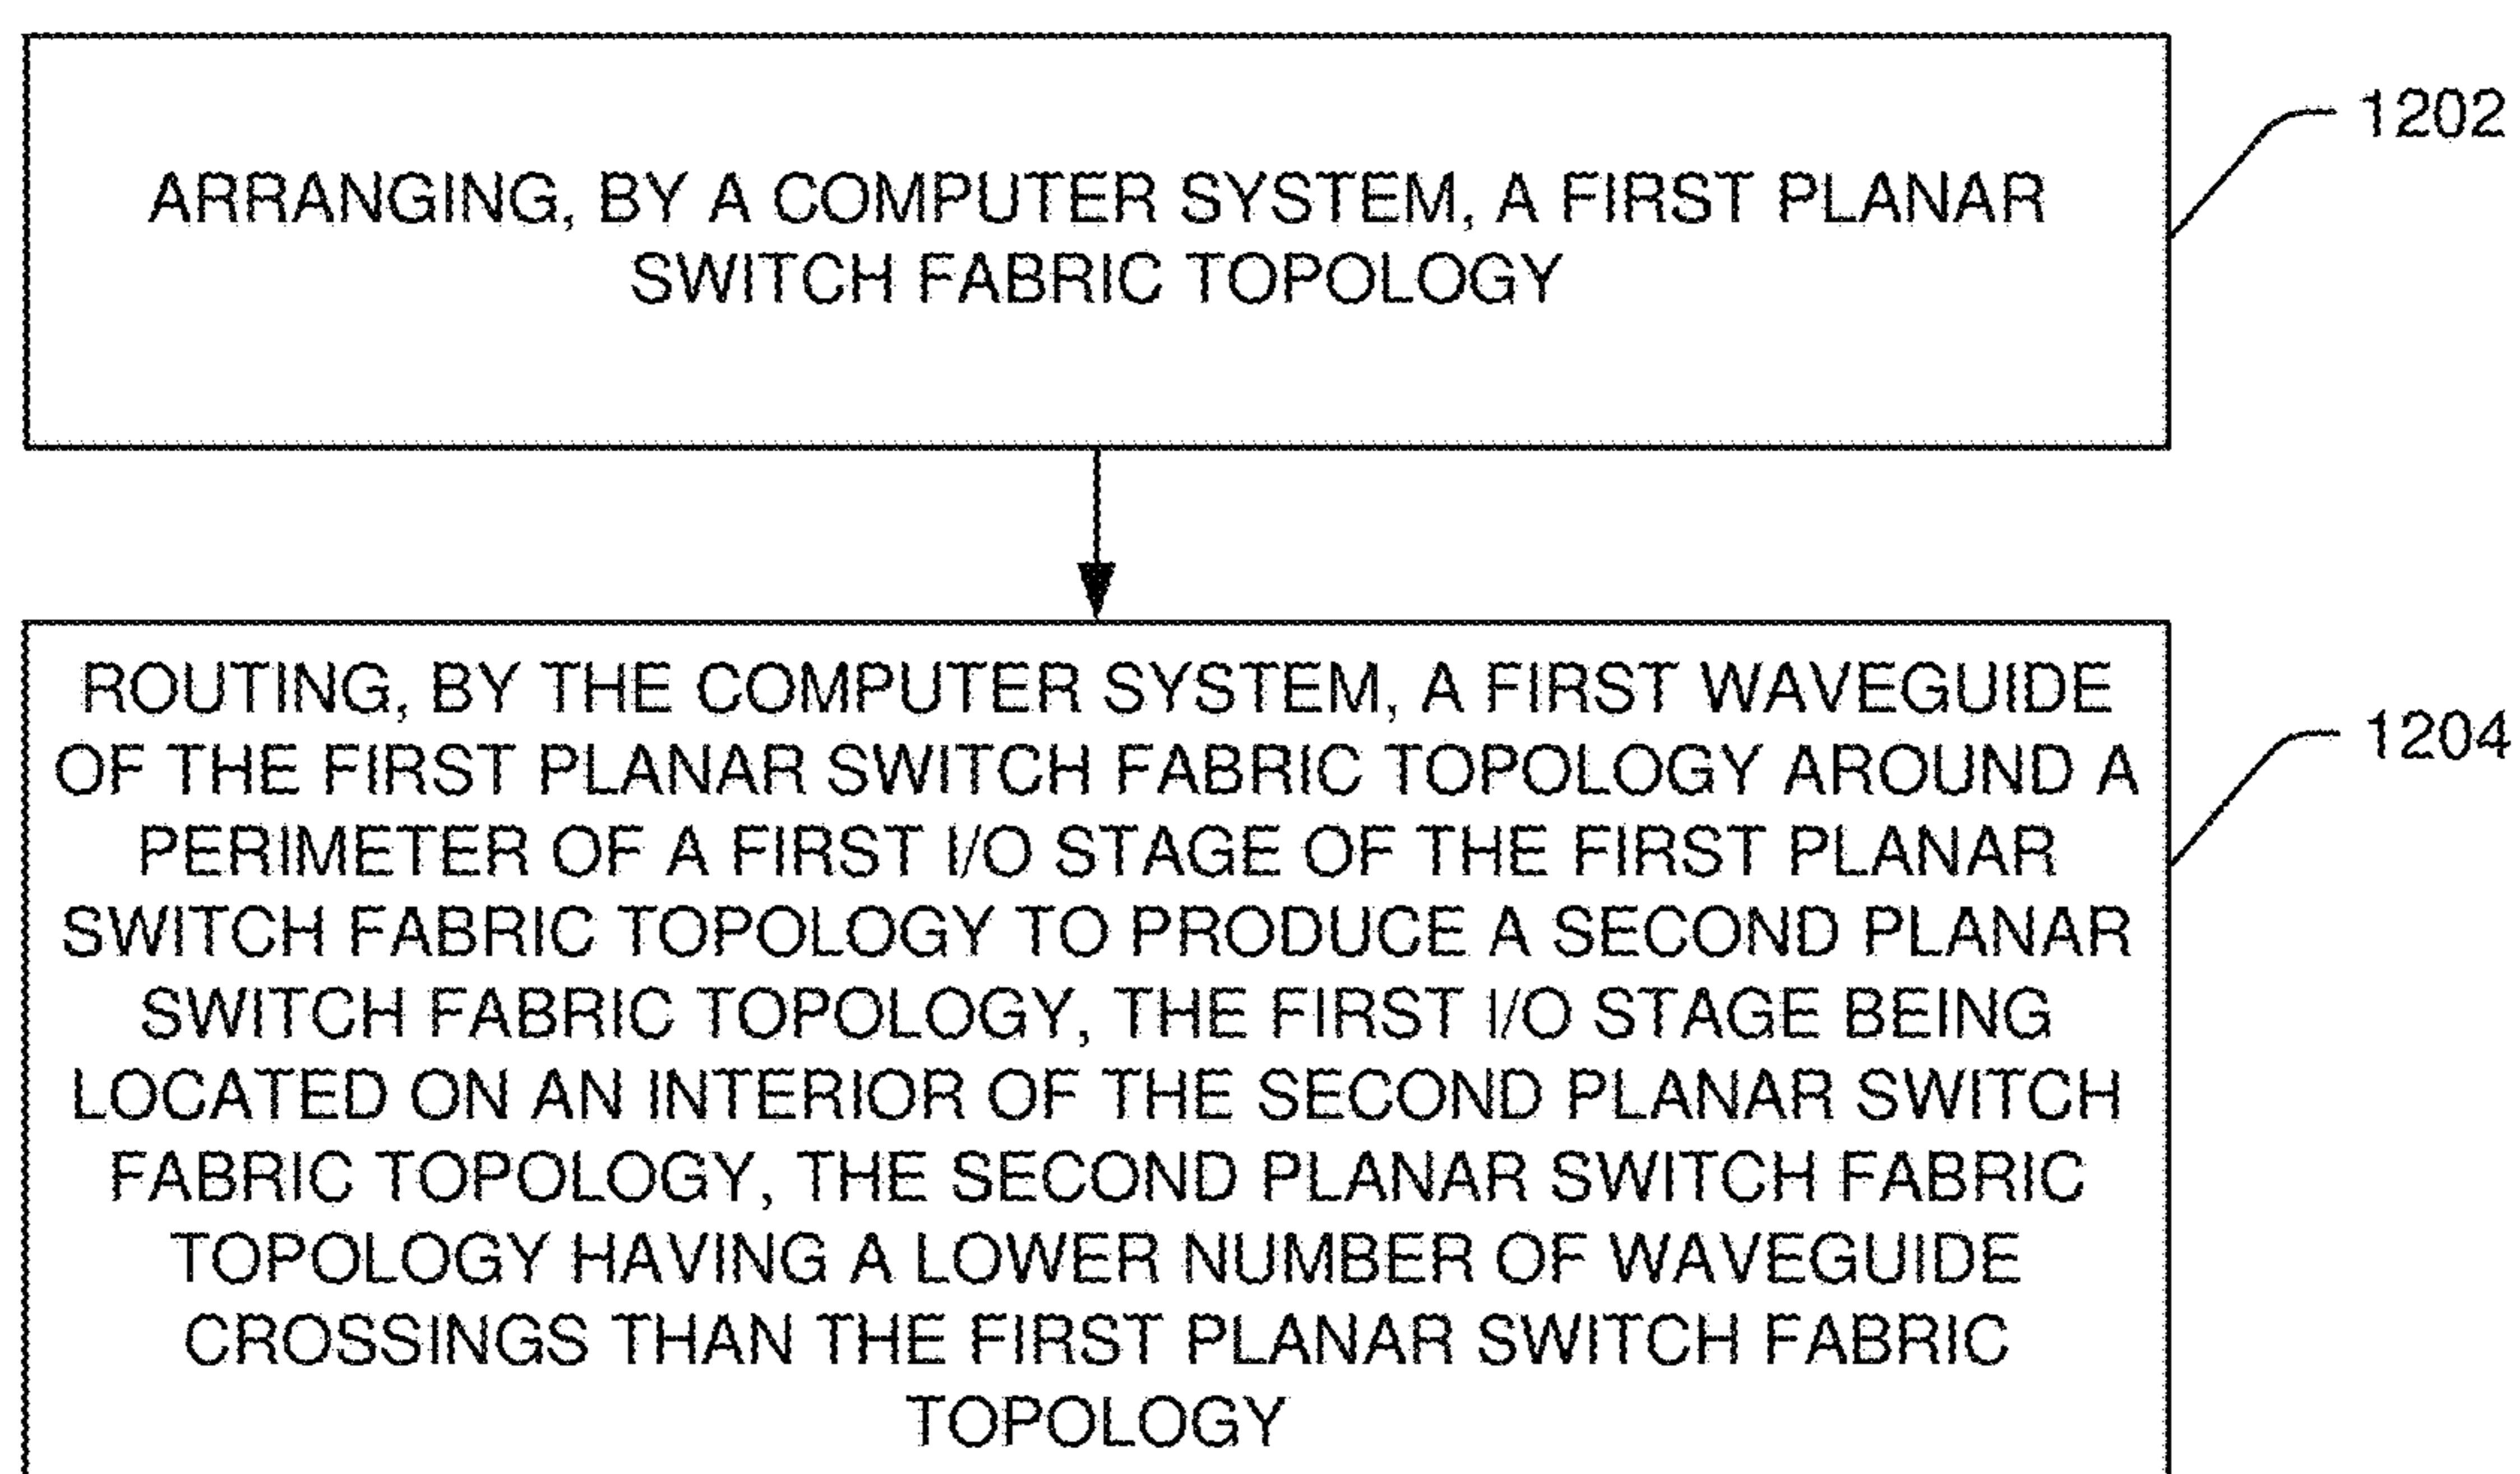 ARRANGING, BY A COMPUTER SYSTEM, A FIRST PLANAR
SWITCH FABRIC TOPOLOGY
1202
ROUTING, BY THE COMPUTER SYSTEM, A FIRST WAVEGUIDE
OF THE FIRST PLANAR SWITCH FABRIC TOPOLOGY AROUND A
PERIMETER OF A FIRST I/O STAGE OF THE FIRST PLANAR
SWITCH FABRIC TOPOLOGY TO PRODUCE A SECOND PLANAR
SWITCH FABRIC TOPOLOGY, THE FIRST I/O STAGE BEING
LOCATED ON AN INTERIOR OF THE SECOND PLANAR SWITCH
FABRIC TOPOLOGY, THE SECOND PLANAR SWITCH FABRIC
TOPOLOGY HAVING A LOWER NUMBER OF WAVEGUIDE
CROSSINGS THAN THE FIRST PLANAR SWITCH FABRIC
TOPOLOGY
1204